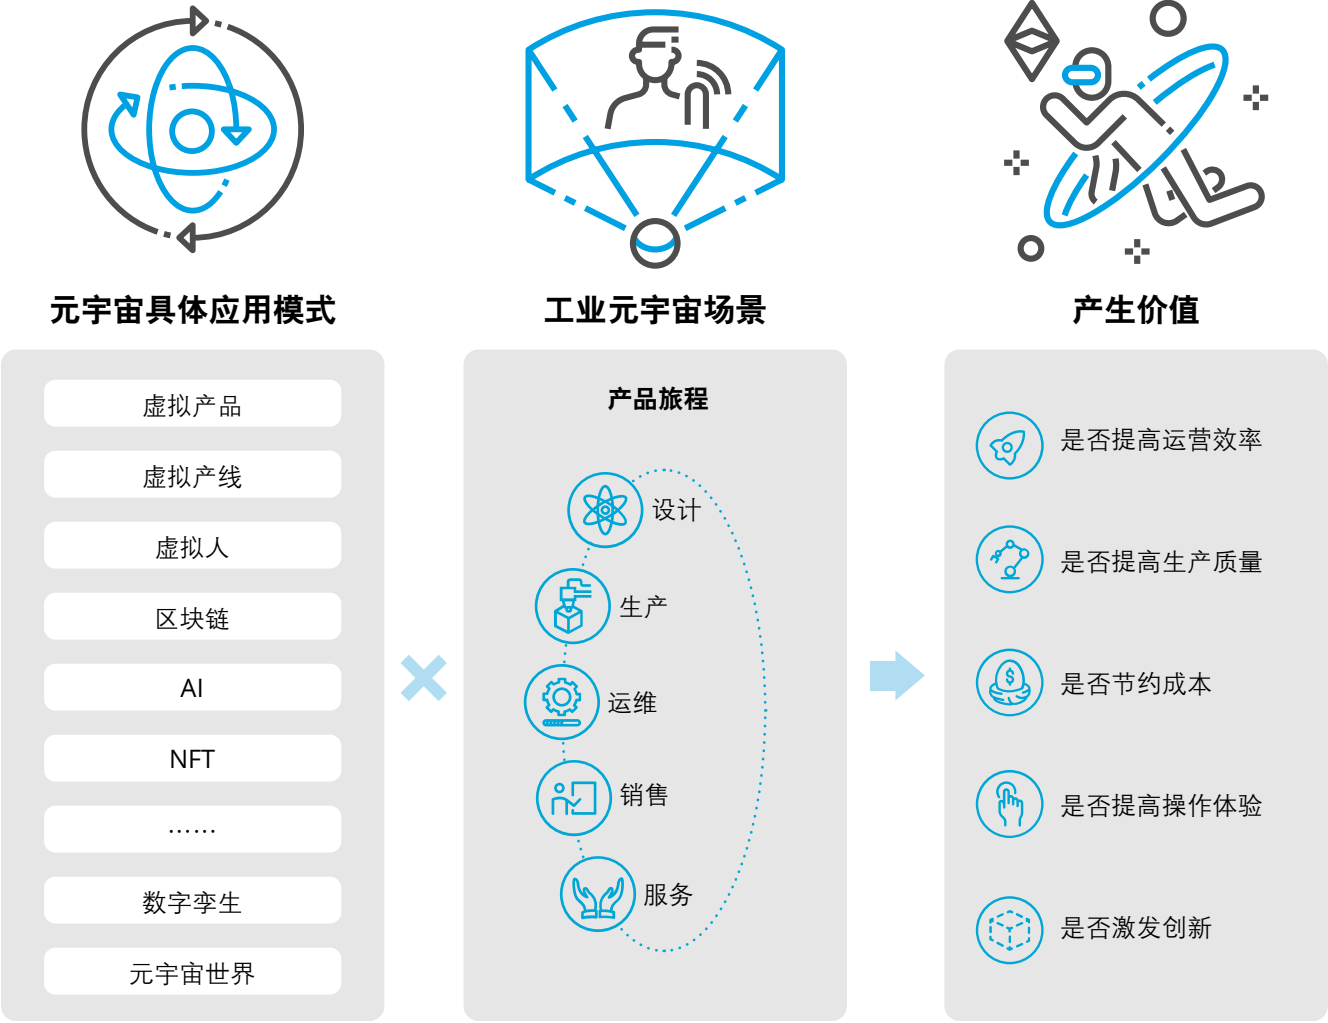 元宇宙具体应用模式
虚拟产品
虚拟产线
虚拟人
区块链
AI
NFT
……
数字孪生
元宇宙世界
工业元宇宙场景
产品旅程
设计
生产
运维
销售
服务
产生价值
是否提高运营效率
是否提高生产质量
$
是否节约成本
是否提高操作体验
是否激发创新